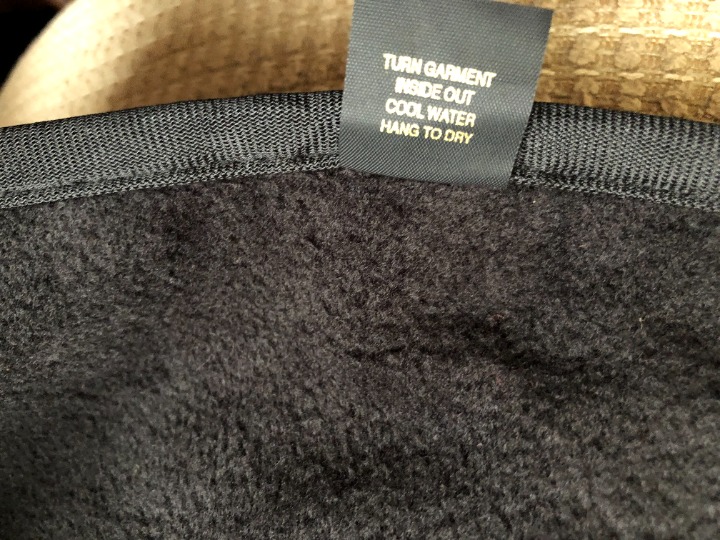 TURN GARMENT
INSIDE OUT
COOL WATER
HANG TO DRY